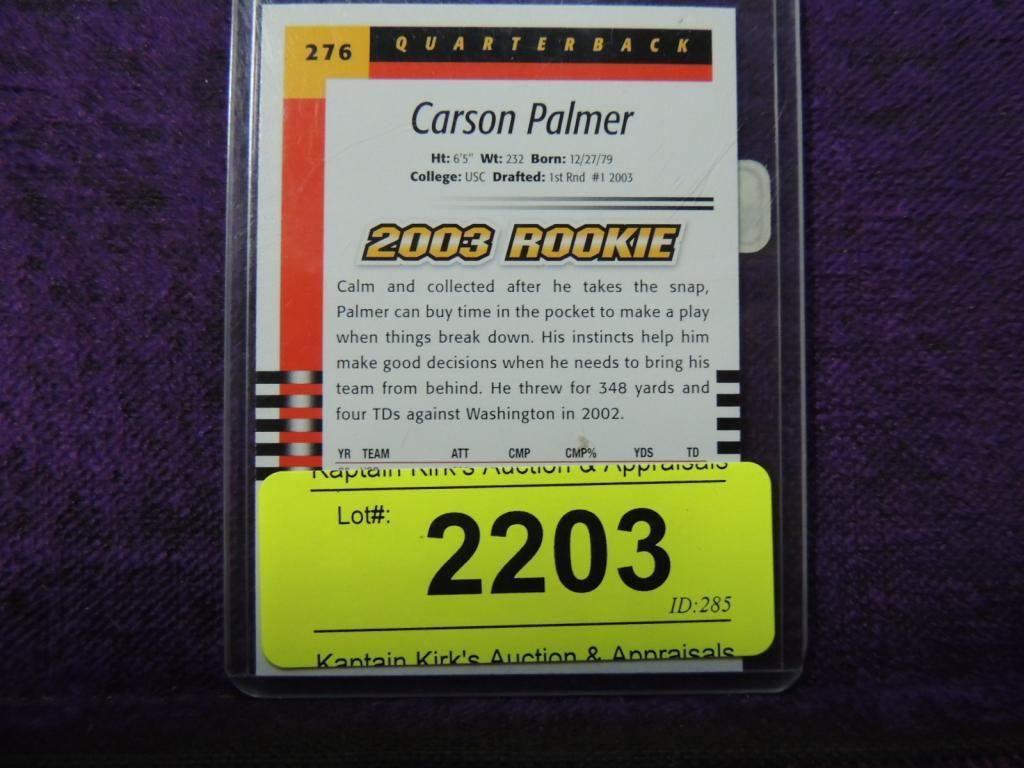 276 QUARTERBACK
Carson Palmer
Ht: 6'5" Wt: 232 Born: 12/27/79
College: USC Drafted: 1st Rnd #1 2003
2003 ROOKIE
Calm and collected after he takes the snap,
Palmer can buy time in the pocket to make a play
when things break down. His instincts help him
make good decisions when he needs to bring his
team from behind. He threw for 348 yards and
four TDs against Washington in 2002.
YR TEAM ATT CMP CMP% YDS TD
Kaptain Kirk's Auction & Appraisals
Lot#: 2203
ID:285
Kaptain Kirk's Auction & Appraisals